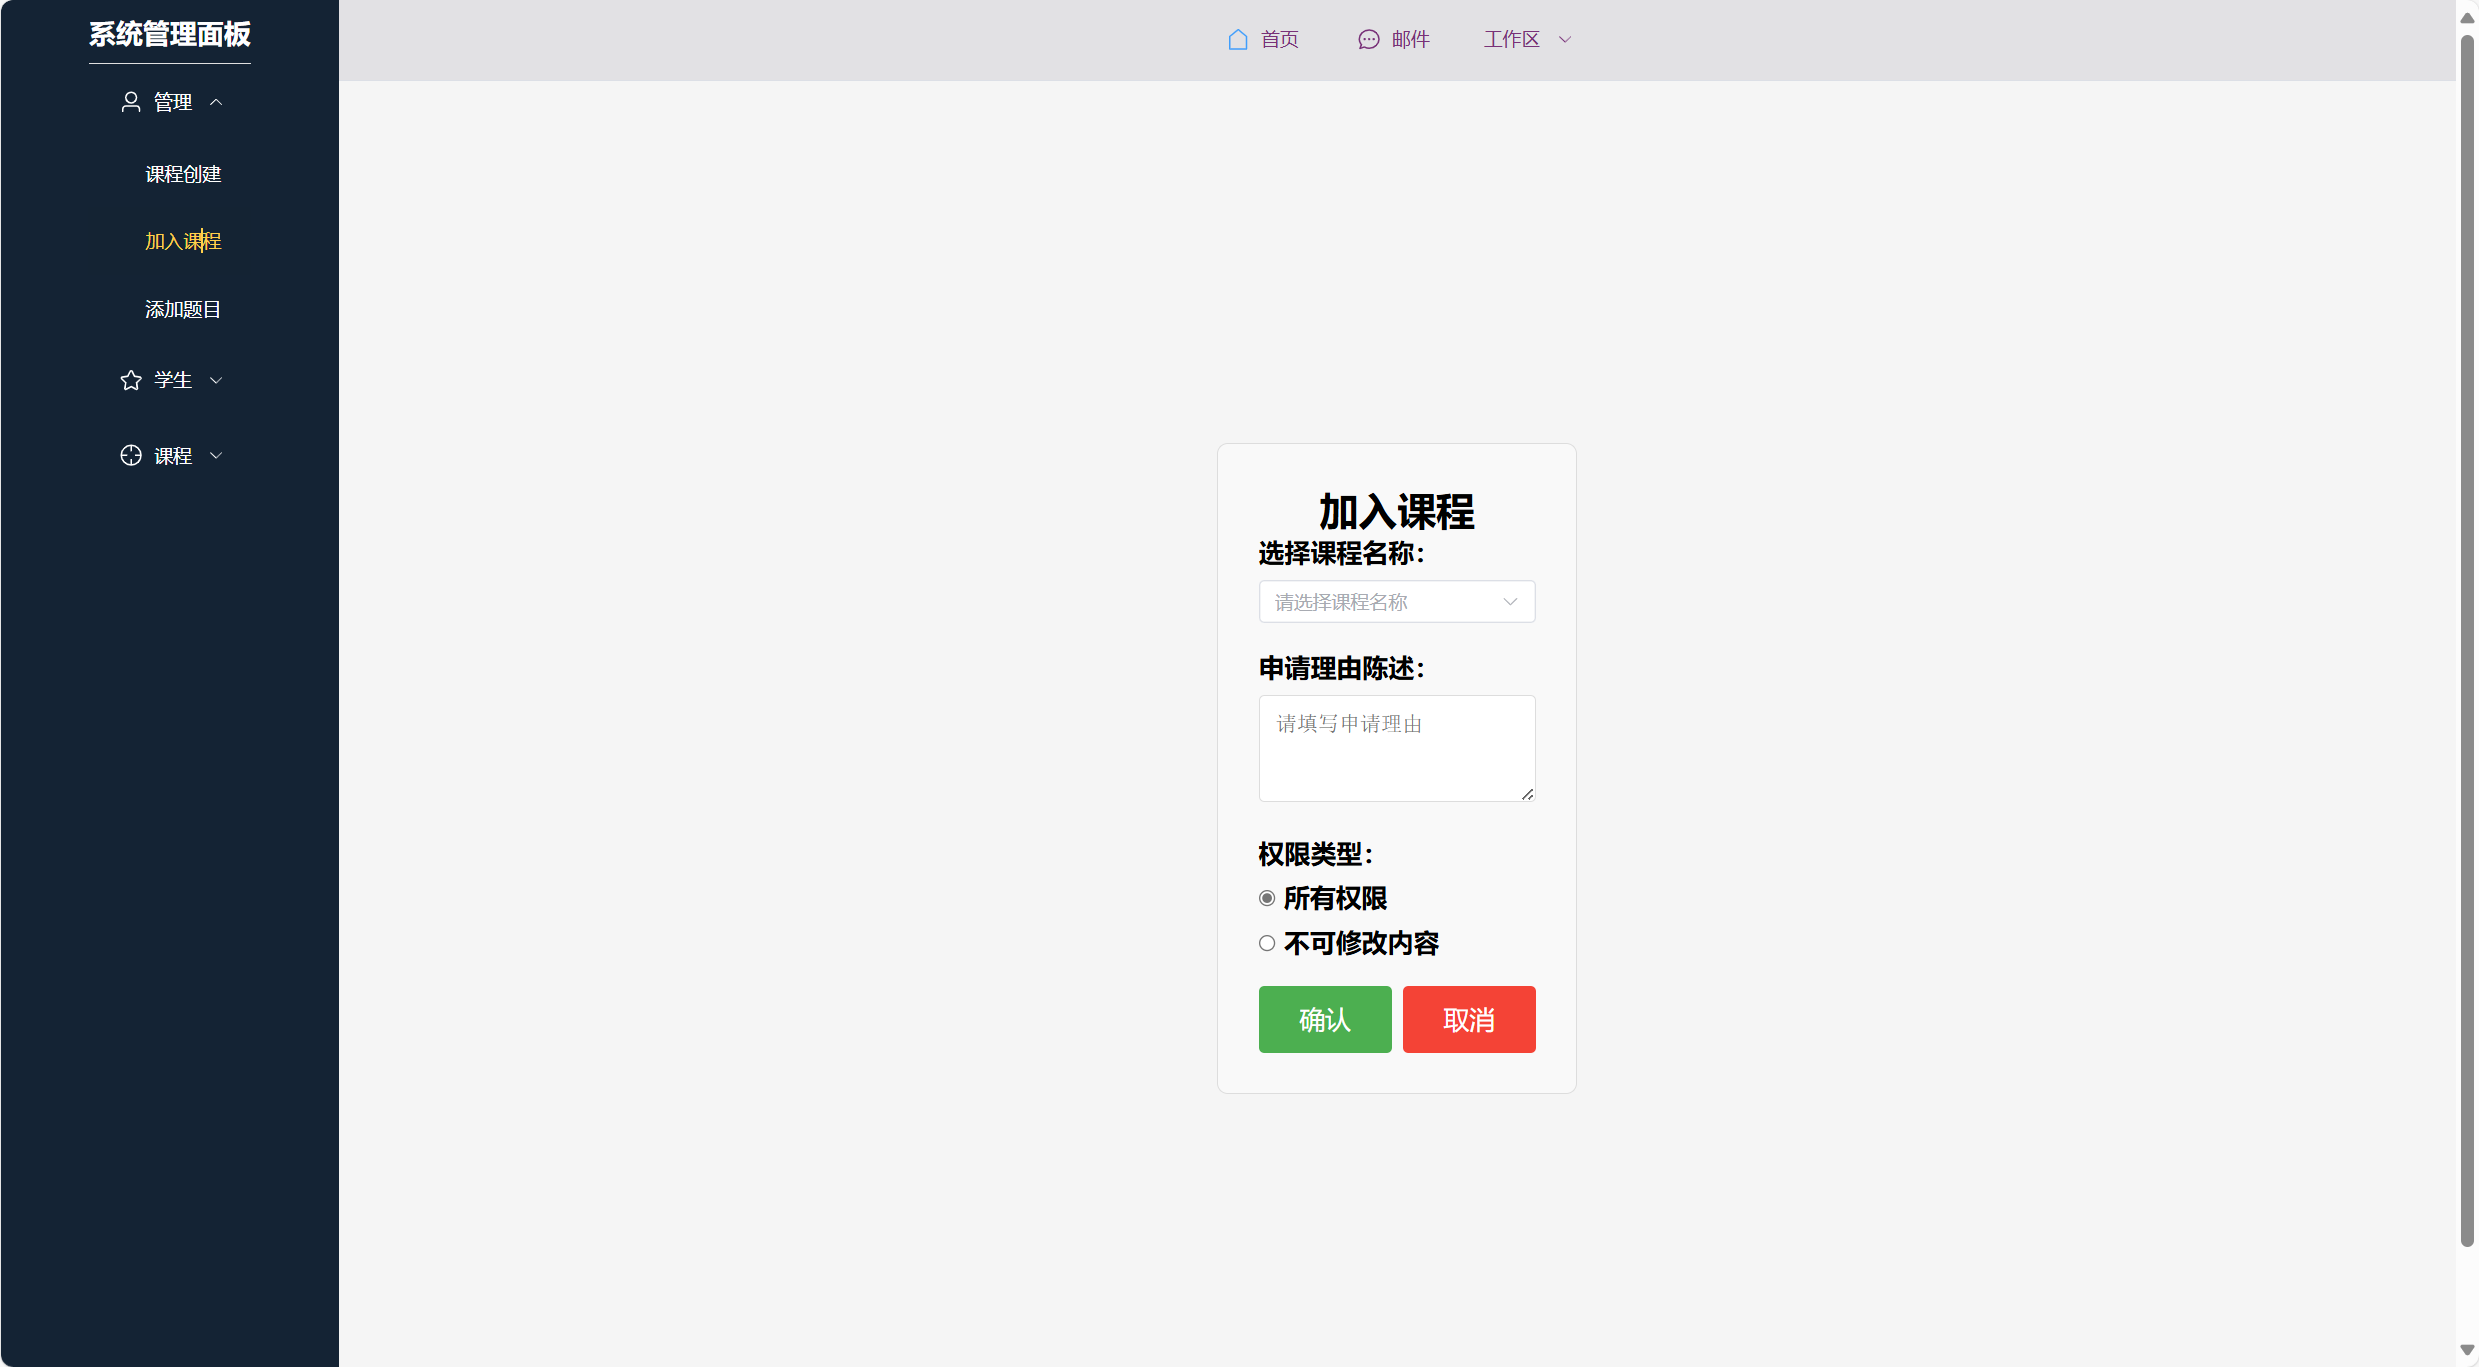 系统管理面板
管理
课程创建
加入课程
添加题目
学生
课程
首页 邮件 工作区
加入课程
选择课程名称：
请选择课程名称
申请理由陈述：
请填写申请理由
权限类型：
所有权限
不可修改内容
确认 取消